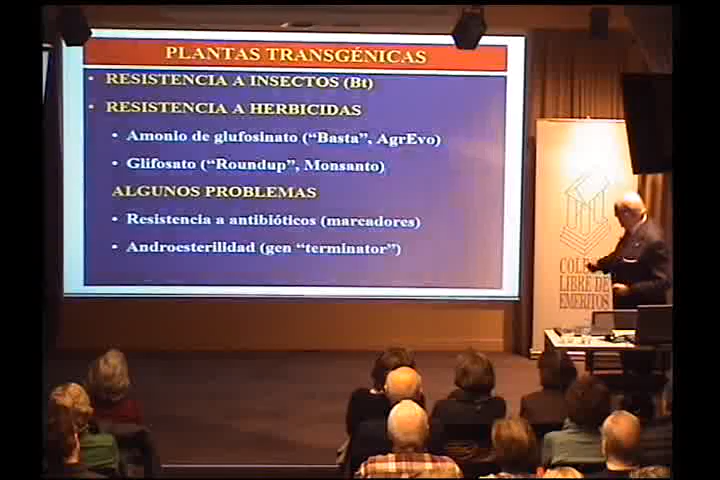 PLANTAS TRANSGÉNICAS
• RESISTENCIA A INSECTOS (Bt)
• RESISTENCIA A HERBICIDAS
• Amonio de glufosinato (“Basta”, AgrEvo)
• Glifosato (“Roundup”, Monsanto)
ALGUNOS PROBLEMAS
• Resistencia a antibióticos (marcadores)
• Androesterilidad (gen “terminator”)
LIBRE DE
EMERITOS